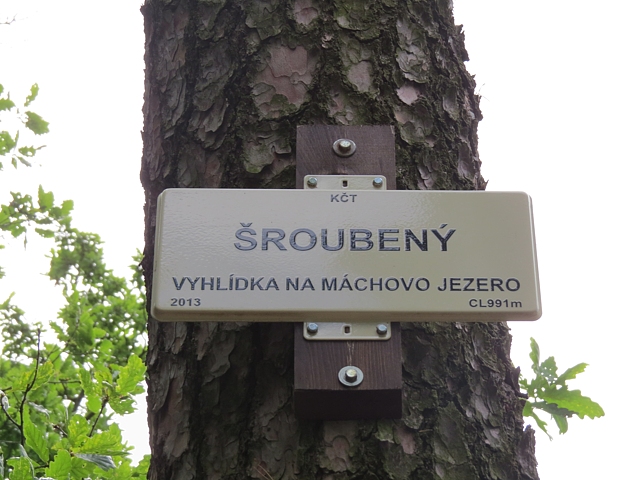 KČT
ŠROUBENÝ
VYHLÍDKA NA MÁCHOVO JEZERO
2013 CL991m